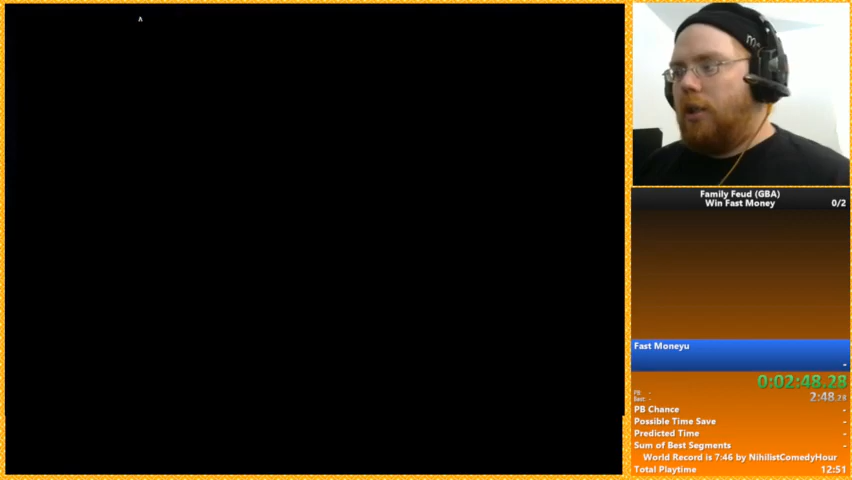 Family Feud (GBA)
Win Fast Money 0/2
Fast Moneyu
-
0:02:48.28
PB: -
Best: -
2:48.28
PB Chance -
Possible Time Save -
Predicted Time -
Sum of Best Segments -
World Record is 7:46 by NihilistComedyHour
Total Playtime 12:51